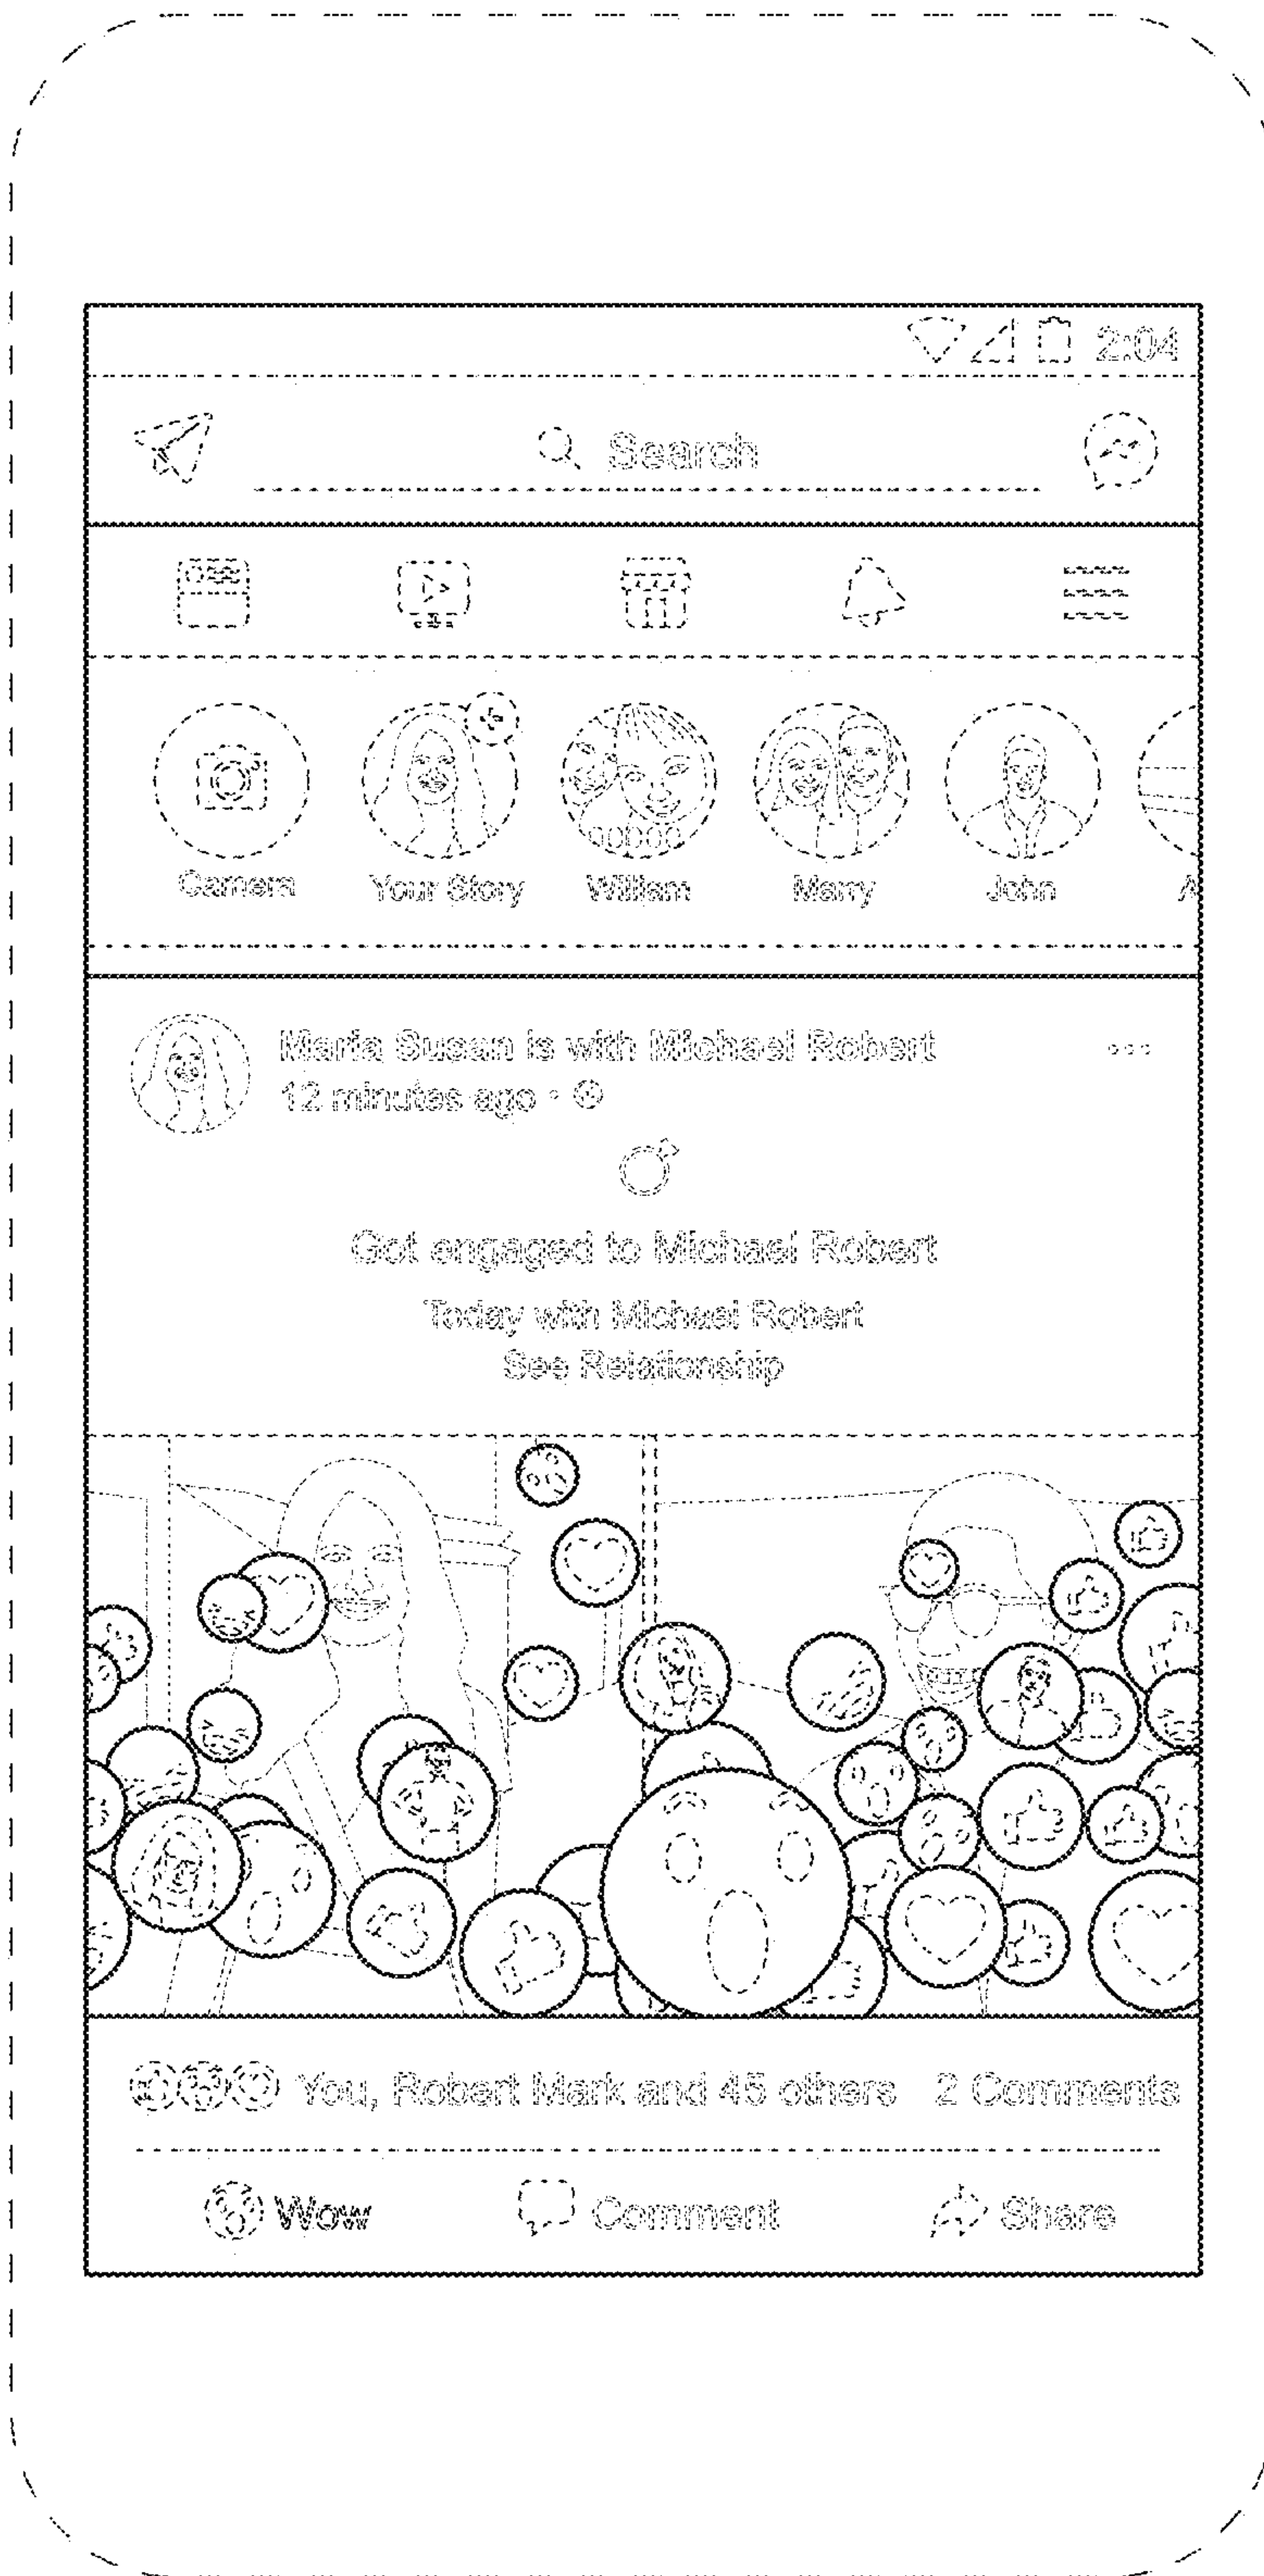 2:04
Search
Camera Your Story William Marry John A
Maria Susan is with Michael Robert
12 minutes ago ·
Got engaged to Michael Robert
Today with Michael Robert
See Relationship
You, Robert Mark and 45 others 2 Comments
Wow Comment Share